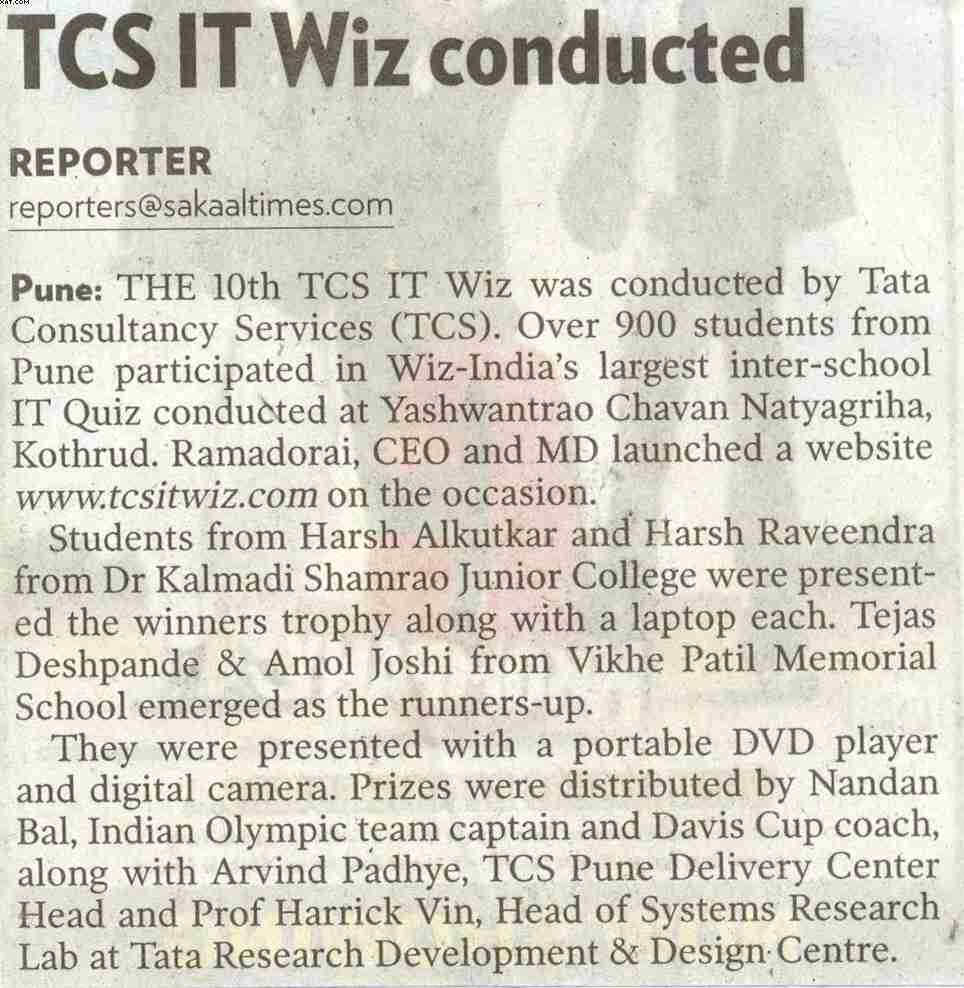 XAT.COM
TCS IT Wiz conducted
REPORTER
reporters@sakaaltimes.com
Pune: THE 10th TCS IT Wiz was conducted by Tata
Consultancy Services (TCS). Over 900 students from
Pune participated in Wiz-India's largest inter-school
IT Quiz conducted at Yashwantrao Chavan Natyagriha,
Kothrud. Ramadorai, CEO and MD launched a website
www.tcsitwiz.com on the occasion.
Students from Harsh Alkutkar and Harsh Raveendra
from Dr Kalmadi Shamrao Junior College were present-
ed the winners trophy along with a laptop each. Tejas
Deshpande & Amol Joshi from Vikhe Patil Memorial
School emerged as the runners-up.
They were presented with a portable DVD player
and digital camera. Prizes were distributed by Nandan
Bal, Indian Olympic team captain and Davis Cup coach,
along with Arvind Padhye, TCS Pune Delivery Center
Head and Prof Harrick Vin, Head of Systems Research
Lab at Tata Research Development & Design Centre.